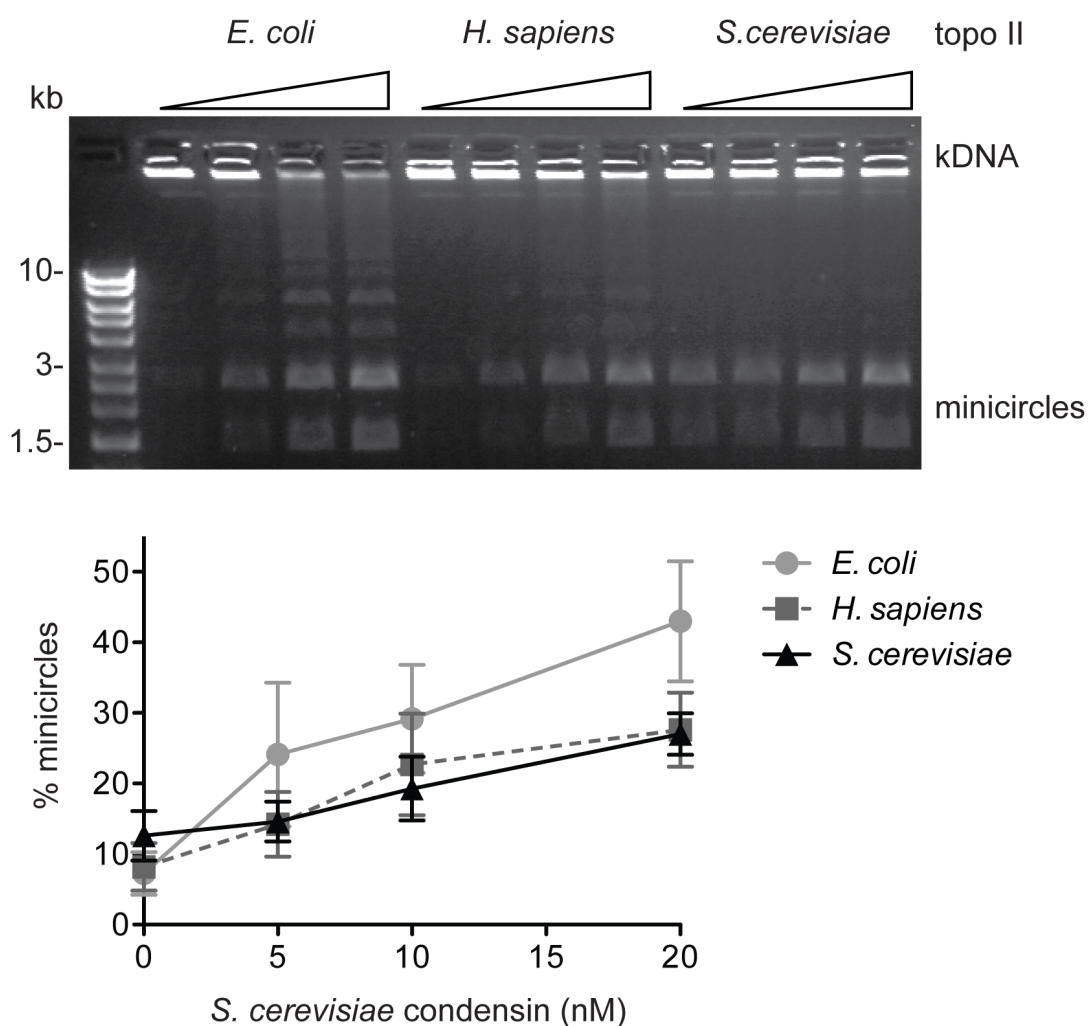 E. coli H. sapiens S.cerevisiae topo II
kb
kDNA
10-
3-
minicircles
1.5-
50
40
30
20
10
0
% minicircles
0 5 10 15 20
S. cerevisiae condensin (nM)
E. coli
H. sapiens
S. cerevisiae